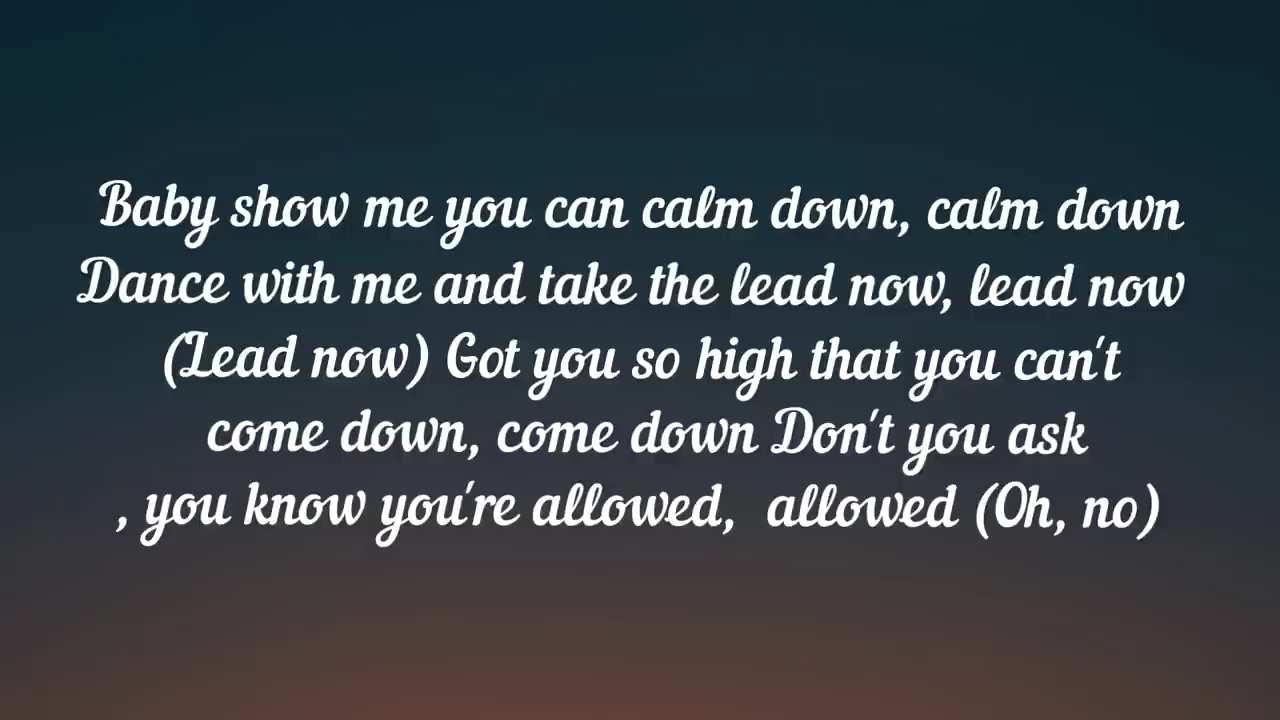 Baby show me you can calm down, calm down
Dance with me and take the lead now, lead now
(Lead now) Got you so high that you can't
come down, come down Don't you ask
, you know you're allowed,  allowed (Oh, no)